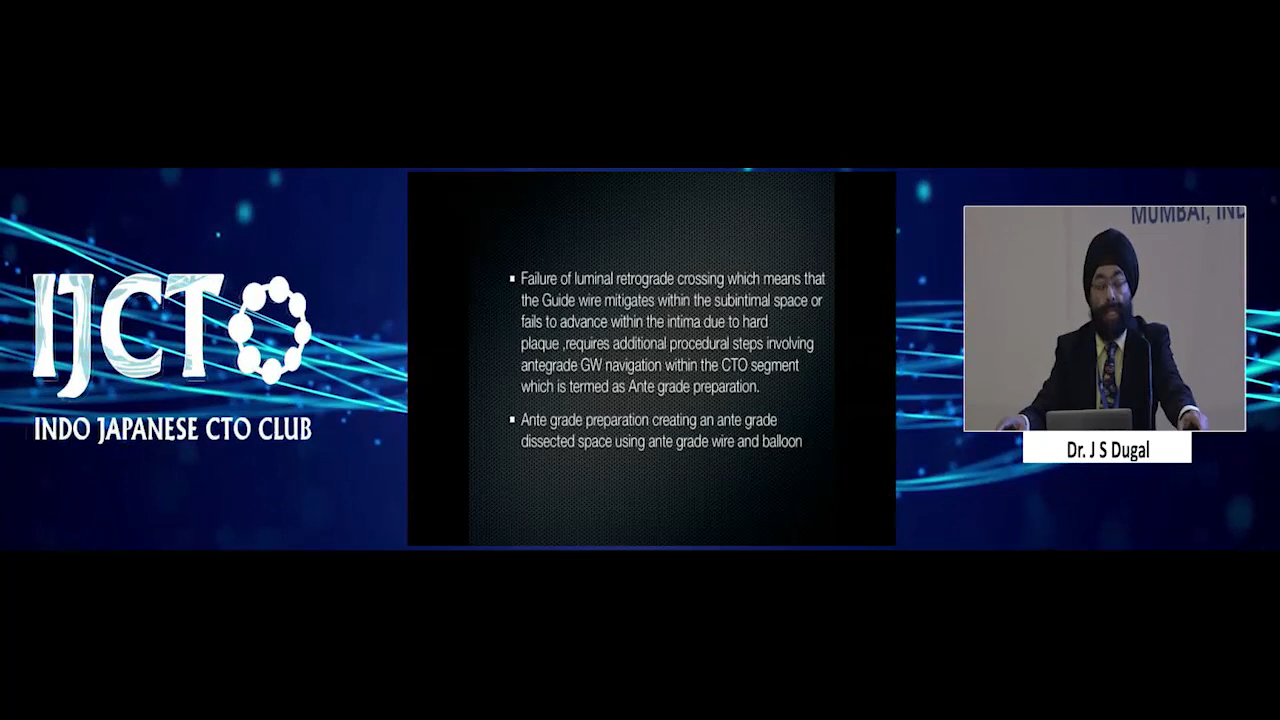 IJCTO
INDO JAPANESE CTO CLUB
Failure of luminal retrograde crossing which means that
the Guide wire mitigates within the subintimal space or
fails to advance within the intima due to hard
plaque ,requires additional procedural steps involving
antegrade GW navigation within the CTO segment
which is termed as Ante grade preparation.
Ante grade preparation creating an ante grade
dissected space using ante grade wire and balloon
MUMBAI, IND
Dr. J S Dugal